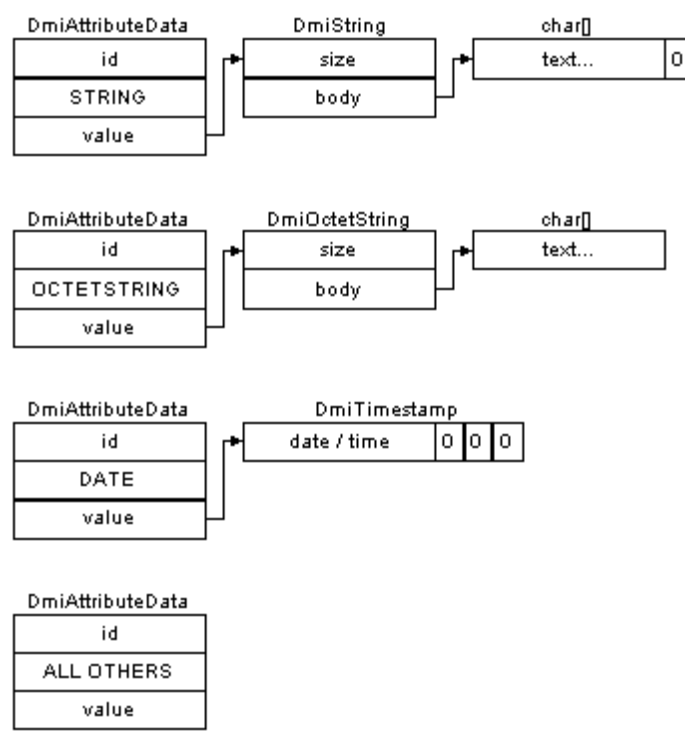 DmiAttributeData DmiString char[]
id size text... 0
STRING body
value
DmiAttributeData DmiOctetString char[]
id size text...
OCTETSTRING body
value
DmiAttributeData DmiTimestamp
id date / time 0 0 0
DATE
value
DmiAttributeData
id
ALL OTHERS
value